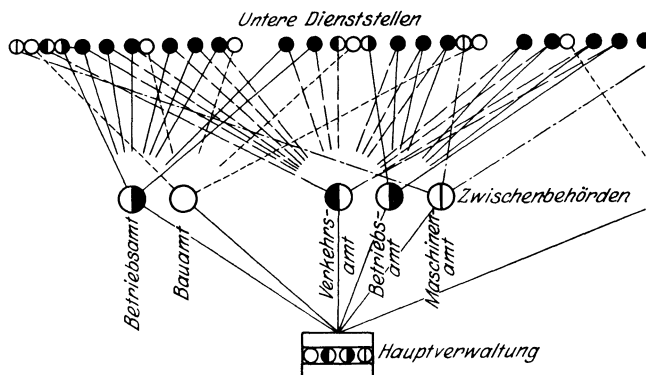 Untere Dienststellen
Zwischenbehörden
Betriebsamt
Bauamt
Verkehrs-
amt
Betriebs-
amt
Maschinen-
amt
Hauptverwaltung